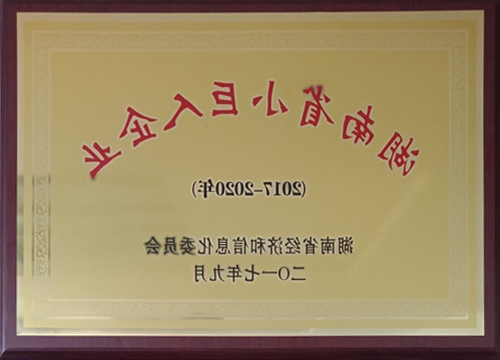 湖南省小巨人企业
(2017-2020年)
湖南省经济和信息化委员会
二〇一七年九月